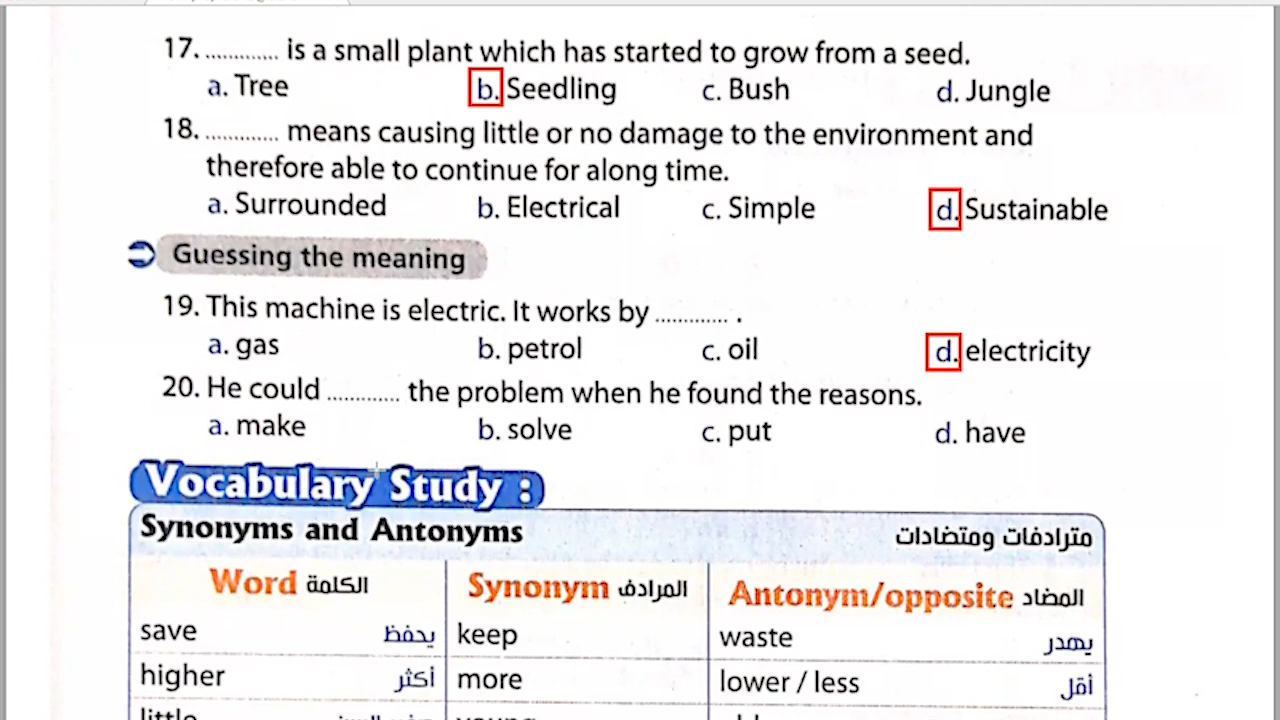 17. ............ is a small plant which has started to grow from a seed.
a. Tree b. Seedling c. Bush d. Jungle
18. ............ means causing little or no damage to the environment and
therefore able to continue for along time.
a. Surrounded b. Electrical c. Simple d. Sustainable
Guessing the meaning
19. This machine is electric. It works by ............ .
a. gas b. petrol c. oil d. electricity
20. He could ............ the problem when he found the reasons.
a. make b. solve c. put d. have
Vocabulary Study :
Synonyms and Antonyms مترادفات ومتضادات
Word الكلمة Synonym المرادف Antonym/opposite المضاد
save يحفظ keep waste يهدر
higher أكثر more lower / less أقل
little young